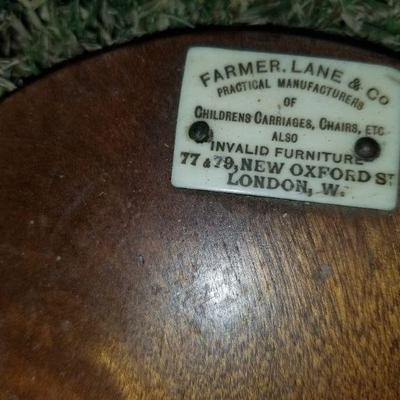 FARMER, LANE & Co
PRACTICAL MANUFACTURERS
OF
CHILDRENS CARRIAGES, CHAIRS, ETC
ALSO
INVALID FURNITURE
77 & 79, NEW OXFORD ST
LONDON, W.